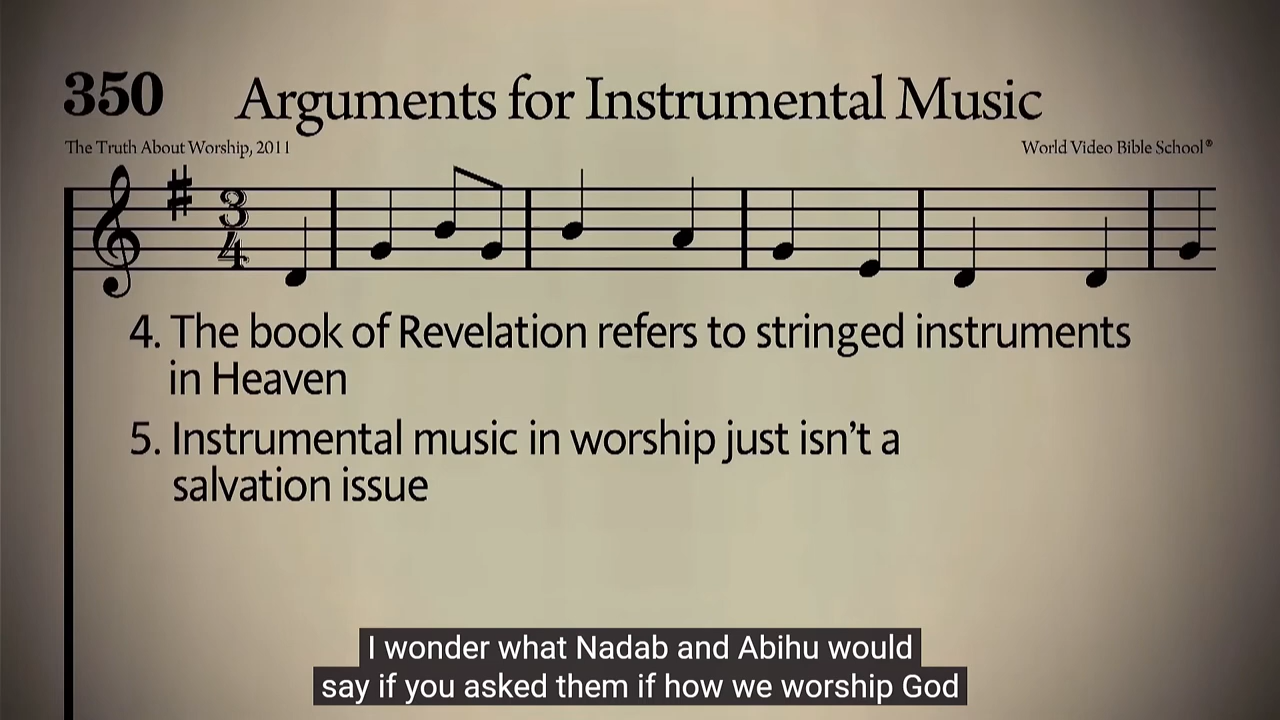 350 Arguments for Instrumental Music
The Truth About Worship, 2011 World Video Bible School®
3
4
4. The book of Revelation refers to stringed instruments
in Heaven
5. Instrumental music in worship just isn't a
salvation issue
I wonder what Nadab and Abihu would
say if you asked them if how we worship God